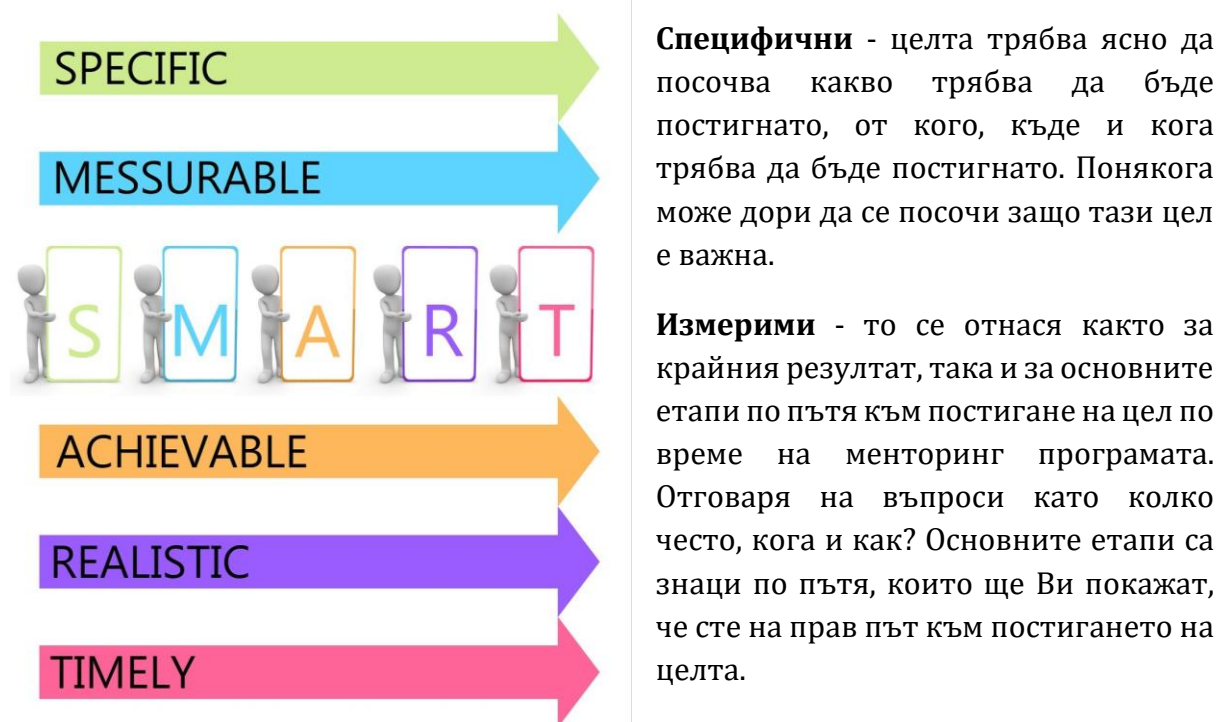 SPECIFIC
MESSURABLE
S M A R T
ACHIEVABLE
REALISTIC
TIMELY
Специфични - целта трябва ясно да
посочва какво трябва да бъде
постигнато, от кого, къде и кога
трябва да бъде постигнато. Понякога
може дори да се посочи защо тази цел
е важна.
Измерими - то се отнася както за
крайния резултат, така и за основните
етапи по пътя към постигане на цел по
време на менторинг програмата.
Отговаря на въпроси като колко
често, кога и как? Основните етапи са
знаци по пътя, които ще Ви покажат,
че сте на прав път към постигането на
целта.